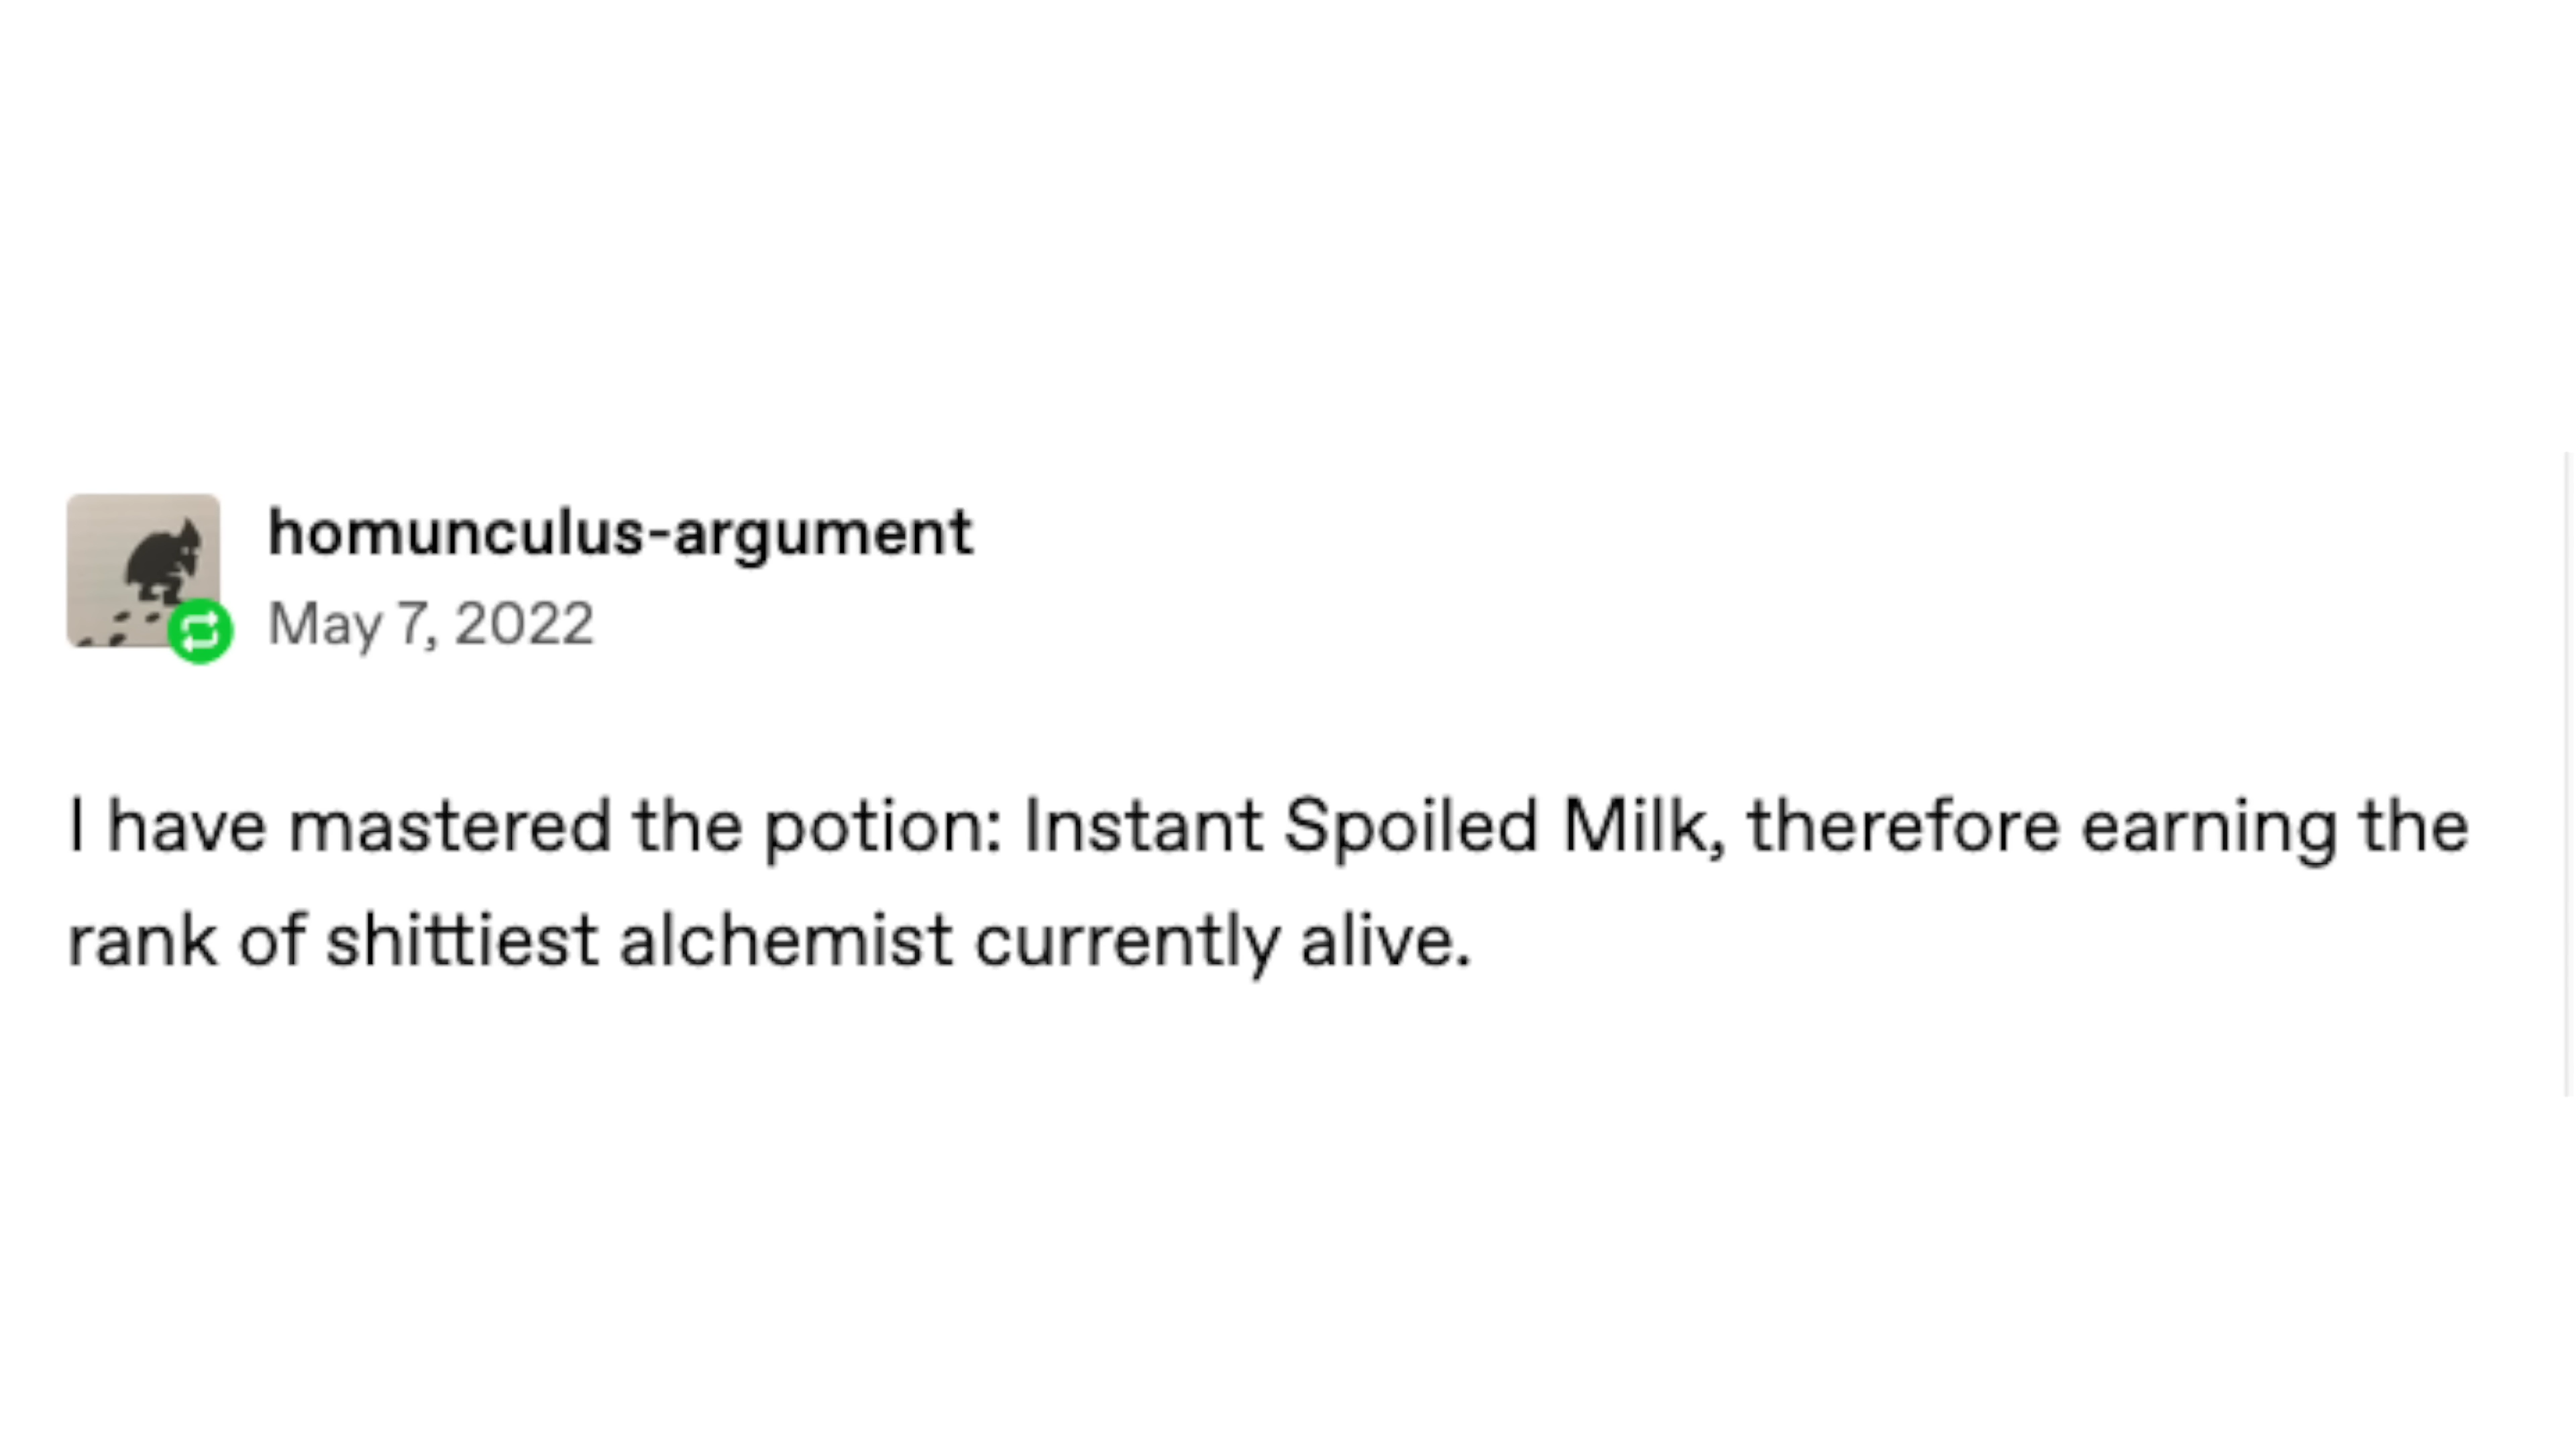 homunculus-argument
May 7, 2022
I have mastered the potion: Instant Spoiled Milk, therefore earning the
rank of shittiest alchemist currently alive.